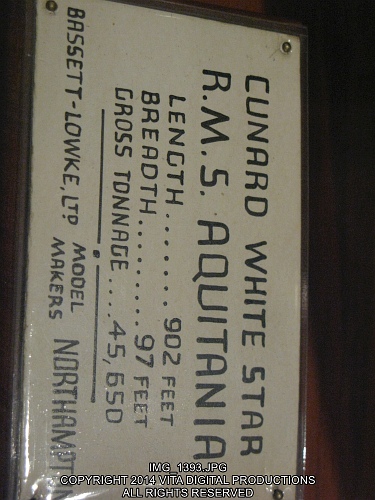 CUNARD WHITE STAR
R.M.S. AQUITANIA
LENGTH....... 902 FEET
BREADTH......... 97 FEET
GROSS TONNAGE .... 45,650
BASSETT-LOWKE, LTD MODEL MAKERS NORTHAMPTON
IMG_1393.JPG
COPYRIGHT 2014 VITA DIGITAL PRODUCTIONS
ALL RIGHTS RESERVED